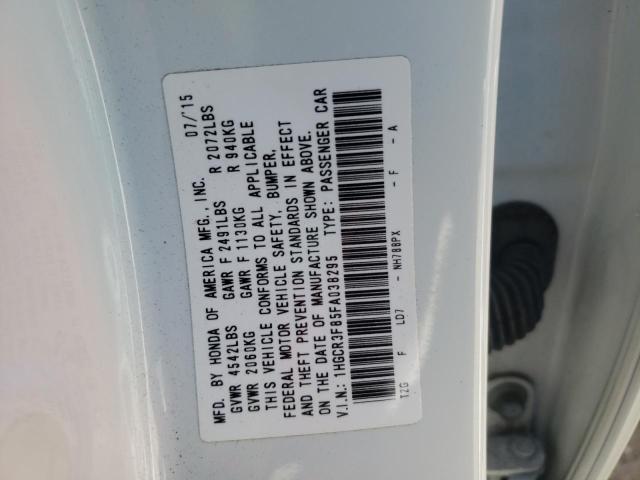 MFD. BY HONDA OF AMERICA MFG., INC. 07/15
GVWR 4542LBS GAWR F 2491LBS R 2072LBS
GVWR 2060KG GAWR F 1130KG R 940KG
THIS VEHICLE CONFORMS TO ALL APPLICABLE
FEDERAL MOTOR VEHICLE SAFETY, BUMPER,
AND THEFT PREVENTION STANDARDS IN EFFECT
ON THE DATE OF MANUFACTURE SHOWN ABOVE.
V.I.N.: 1HGCR3F85FA038295 TYPE: PASSENGER CAR
T2G F LD7 - NH788PX - F - A